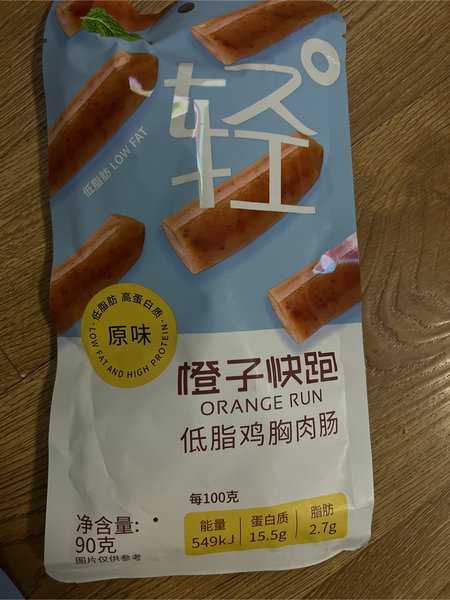 轻°
低脂肪 LOW FAT
·低脂肪 高蛋白质·
原味
LOW FAT AND HIGH PROTEIN
橙子快跑
ORANGE RUN
低脂鸡胸肉肠
每100克
能量 蛋白质 脂肪
549kJ 15.5g 2.7g
净含量:
90克
图片仅供参考